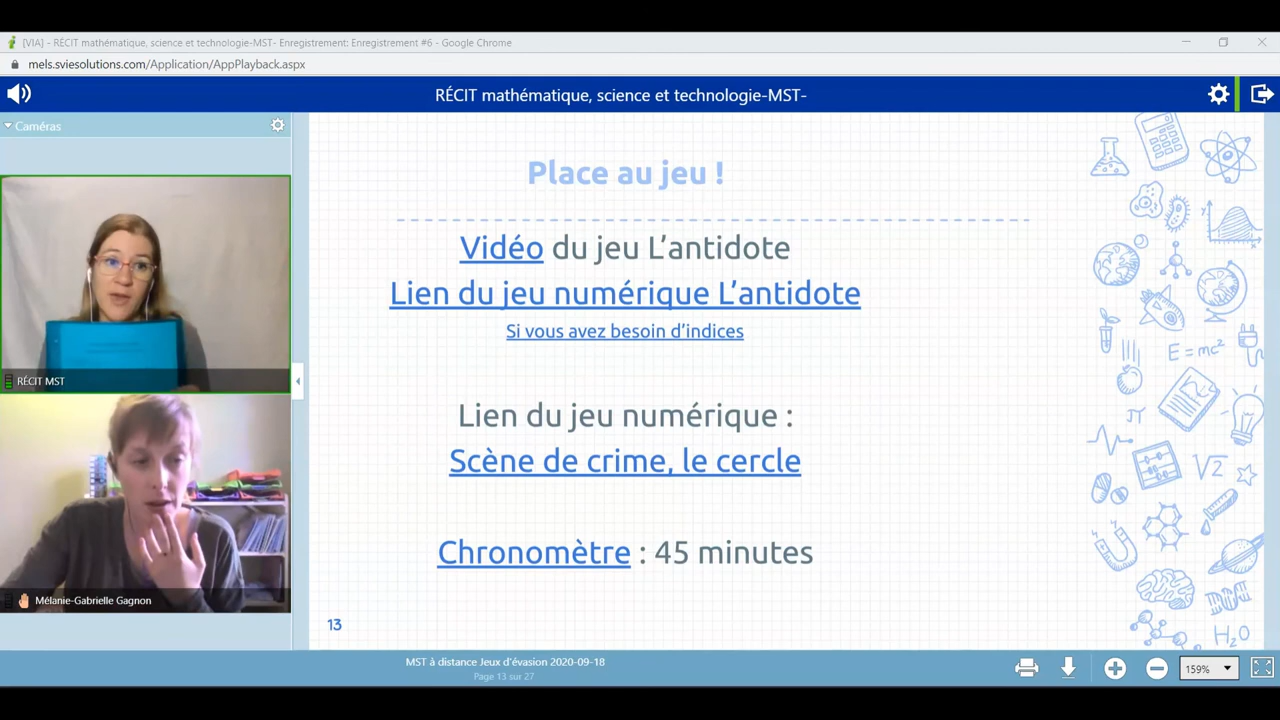 [VIA] - RÉCIT mathématique, science et technologie-MST- Enregistrement: Enregistrement #6 - Google Chrome
mels.sviesolutions.com/Application/AppPlayback.aspx
RÉCIT mathématique, science et technologie-MST-
Caméras
RÉCIT MST
Mélanie-Gabrielle Gagnon
Place au jeu !
Vidéo du jeu L’antidote
Lien du jeu numérique L’antidote
Si vous avez besoin d’indices
Lien du jeu numérique :
Scène de crime, le cercle
Chronomètre : 45 minutes
13
E=mc²
π
√2
H₂O
MST à distance Jeux d'évasion 2020-09-18
Page 13 sur 27
159%